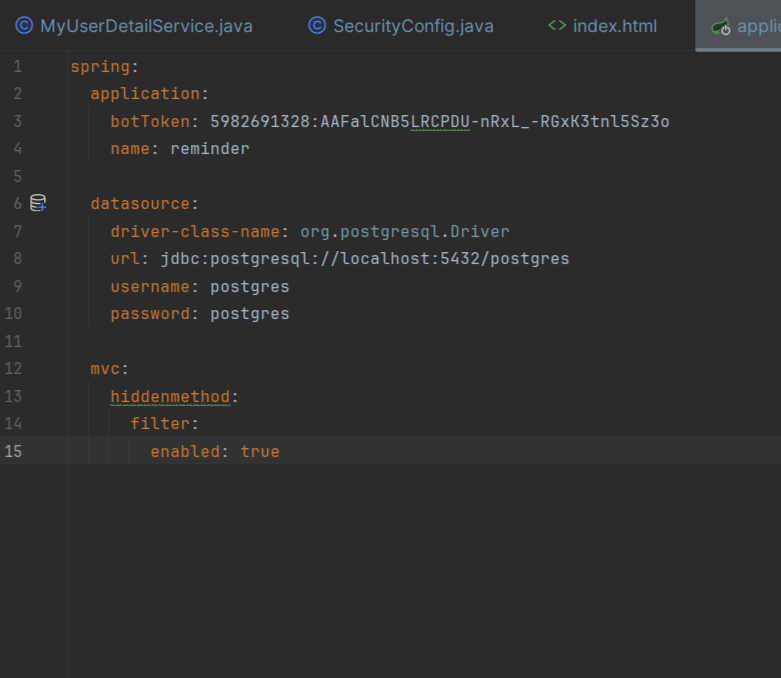 MyUserDetailService.java SecurityConfig.java index.html appli
1 spring:
2 application:
3 botToken: 5982691328:AAFalCNB5LRCPDU-nRxL_-RGxK3tnl5Sz3o
4 name: reminder
5
6 datasource:
7 driver-class-name: org.postgresql.Driver
8 url: jdbc:postgresql://localhost:5432/postgres
9 username: postgres
10 password: postgres
11
12 mvc:
13 hiddenmethod:
14 filter:
15 enabled: true